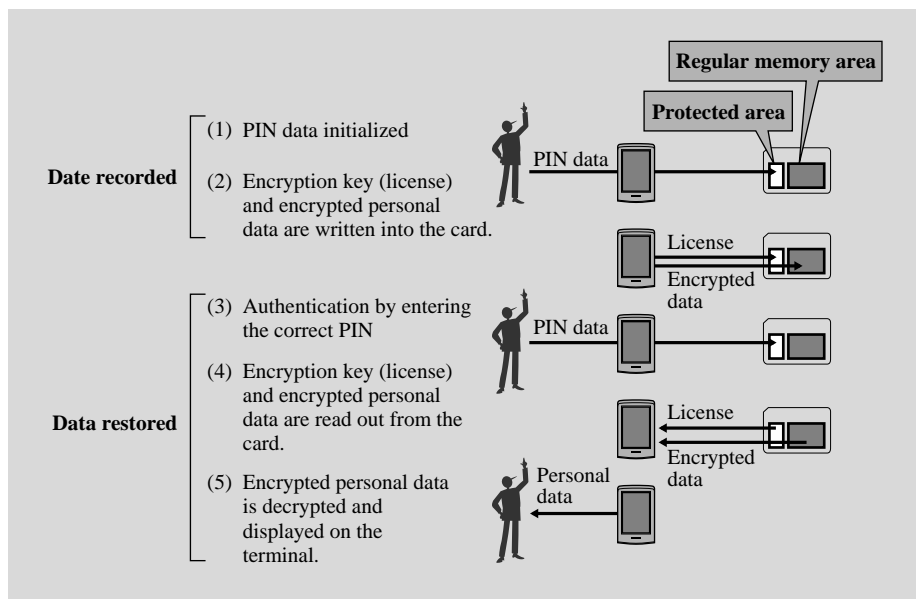 Regular memory area
Protected area
Date recorded
(1) PIN data initialized
(2) Encryption key (license)
and encrypted personal
data are written into the card.
PIN data
License
Encrypted
data
Data restored
(3) Authentication by entering
the correct PIN
(4) Encryption key (license)
and encrypted personal
data are read out from the
card.
(5) Encrypted personal data
is decrypted and
displayed on the
terminal.
PIN data
License
Encrypted
data
Personal
data